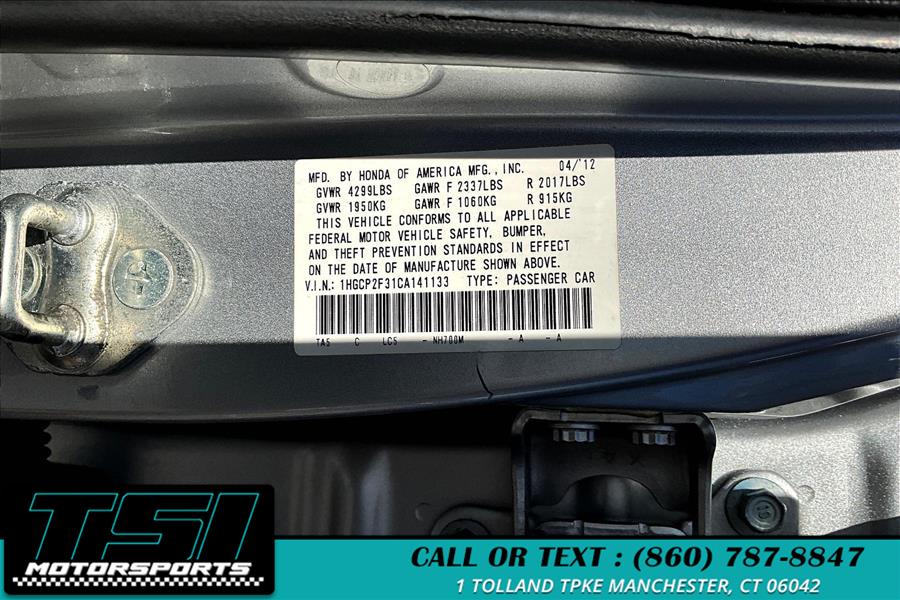 MFD. BY HONDA OF AMERICA MFG., INC. 04/'12
GVWR 4299LBS GAWR F 2337LBS R 2017LBS
GVWR 1950KG GAWR F 1060KG R 915KG
THIS VEHICLE CONFORMS TO ALL APPLICABLE
FEDERAL MOTOR VEHICLE SAFETY, BUMPER,
AND THEFT PREVENTION STANDARDS IN EFFECT
ON THE DATE OF MANUFACTURE SHOWN ABOVE.
V.I.N.: 1HGCP2F31CA141133 TYPE: PASSENGER CAR
TA5 C LC5 - NH700M - A - A
TSI
MOTORSPORTS
CALL OR TEXT : (860) 787-8847
1 TOLLAND TPKE MANCHESTER, CT 06042